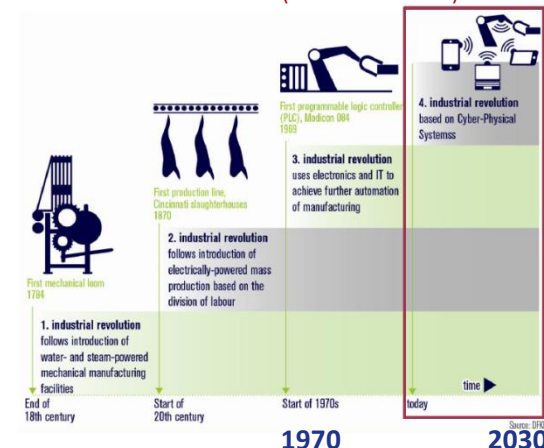 First programmable logic controller
(PLC), Modicon 084
1969
4. industrial revolution
based on Cyber-Physical
Systemss
3. industrial revolution
uses electronics and IT to
achieve further automation
of manufacturing
First production line,
Cincinnati slaughterhouses
1870
2. industrial revolution
follows introduction of
electrically-powered mass
production based on the
division of labour
First mechanical loom
1784
1. industrial revolution
follows introduction of
water- and steam-powered
mechanical manufacturing
facilities
time
End of
18th century
Start of
20th century
Start of 1970s
today
Source: DFKI
1970
2030